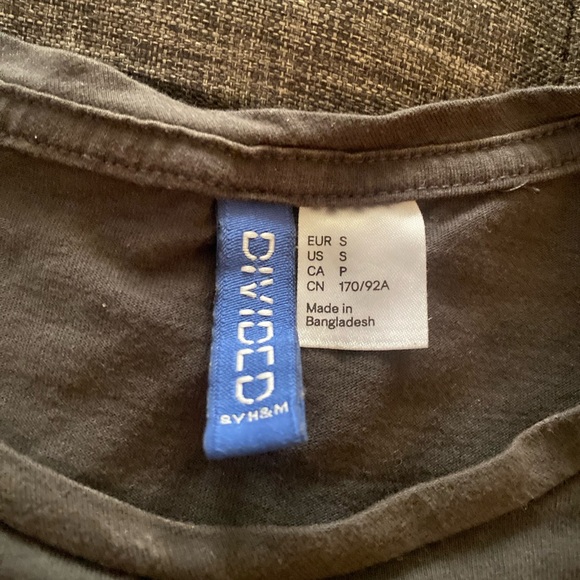 DIVIDED
BY H&M
EUR S
US S
CA P
CN 170/92A
Made in
Bangladesh